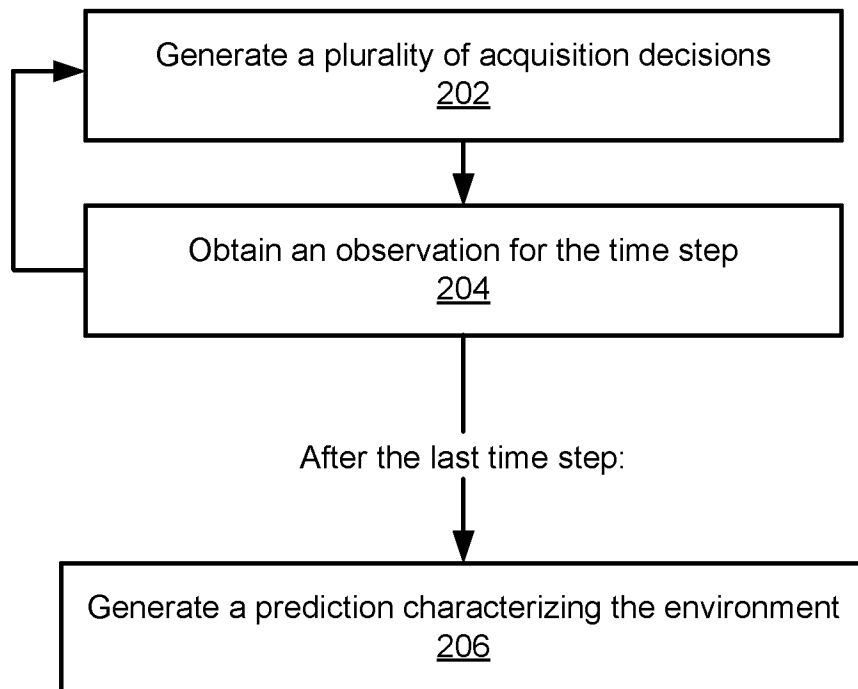 Generate a plurality of acquisition decisions
202
Obtain an observation for the time step
204
After the last time step:
Generate a prediction characterizing the environment
206